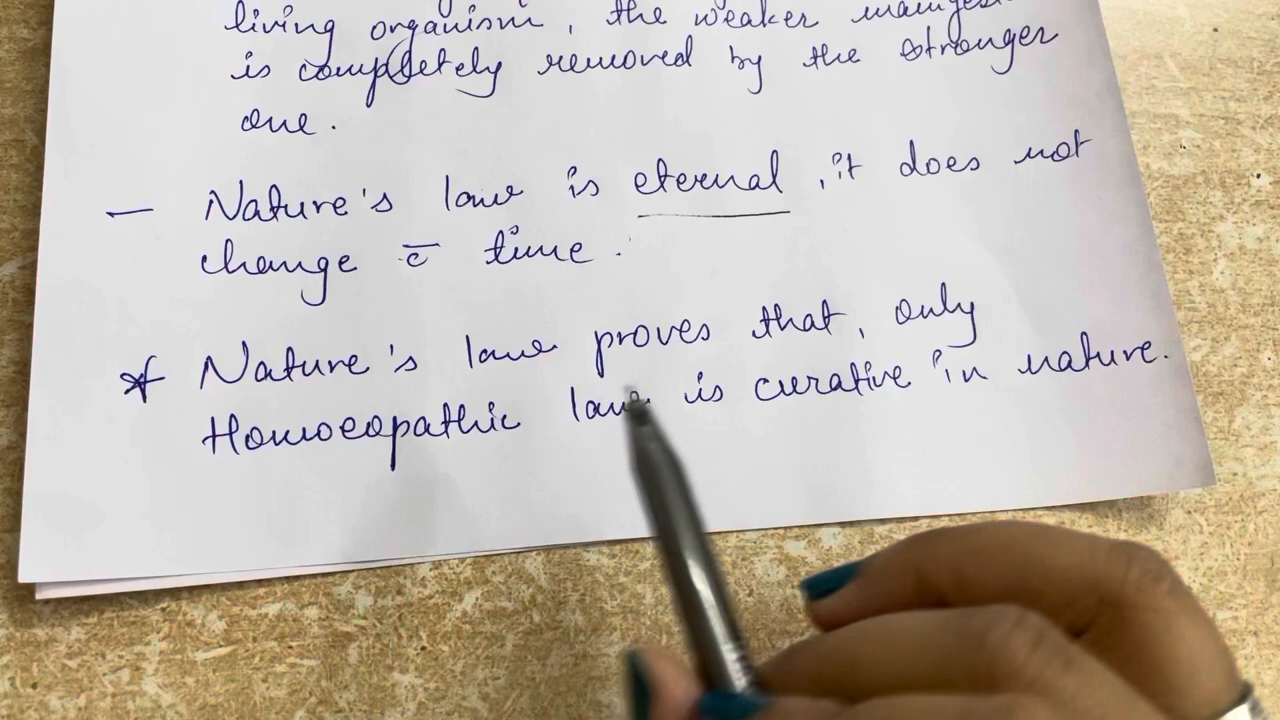 living organism, the weaker
is completely removed by the stronger
one.
— Nature's law is eternal, it does not
change c̄ time.
* Nature's law proves that, only
Homoeopathic law is curative in nature.